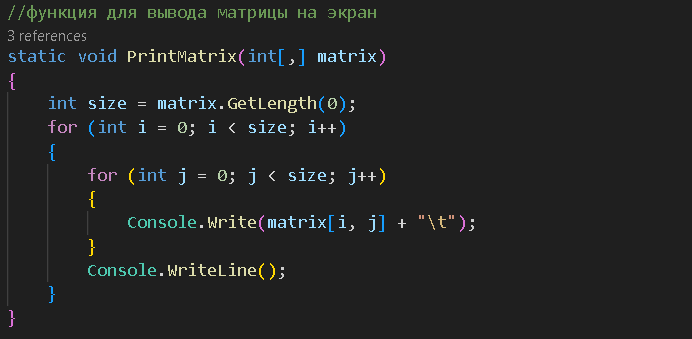 //функция для вывода матрицы на экран
3 references
static void PrintMatrix(int[,] matrix)
{
    int size = matrix.GetLength(0);
    for (int i = 0; i < size; i++)
    {
        for (int j = 0; j < size; j++)
        {
            Console.Write(matrix[i, j] + "\t");
        }
        Console.WriteLine();
    }
}